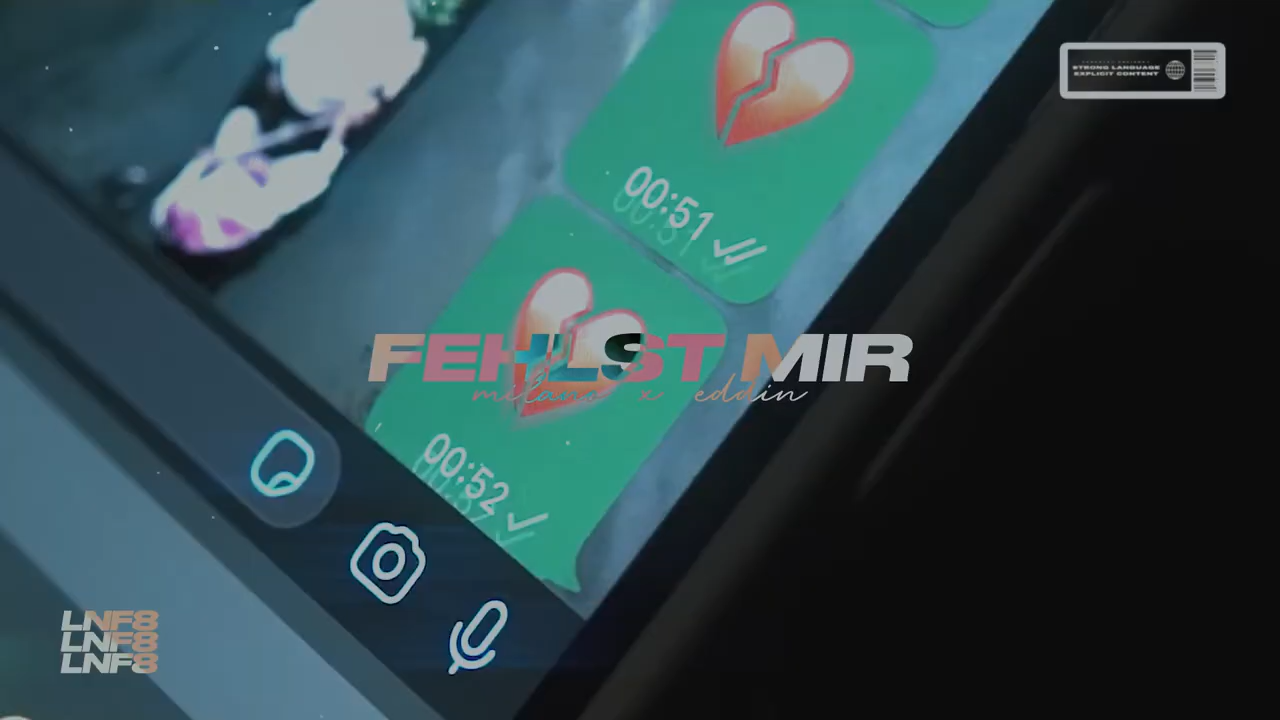 STRONG LANGUAGE
EXPLICIT CONTENT
00:51
FEHLST MIR
milano x eddin
00:52
LNF8
LNF8
LNF8